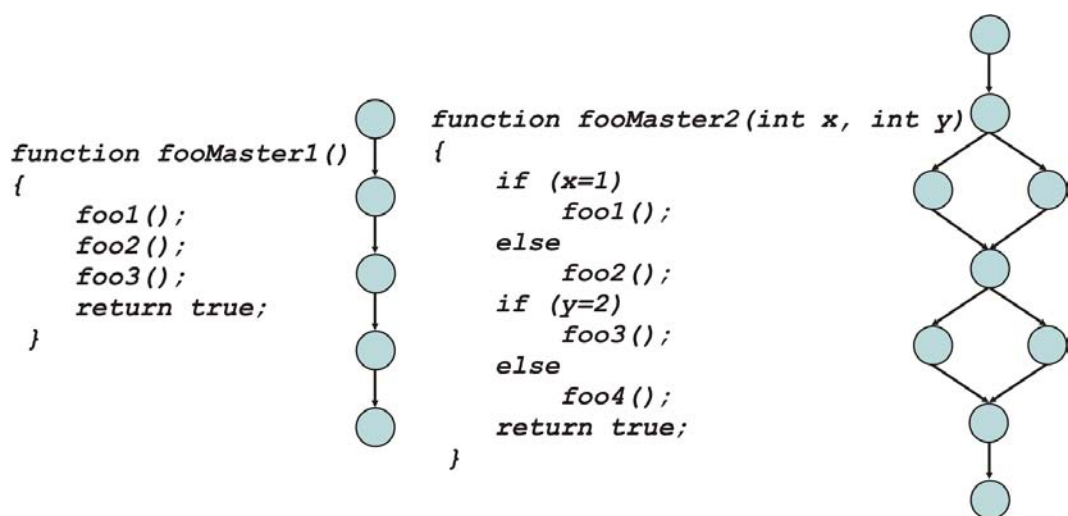 function fooMaster1()
{
foo1();
foo2();
foo3();
return true;
}
function fooMaster2(int x, int y)
{
if (x=1)
foo1();
else
foo2();
if (y=2)
foo3();
else
foo4();
return true;
}